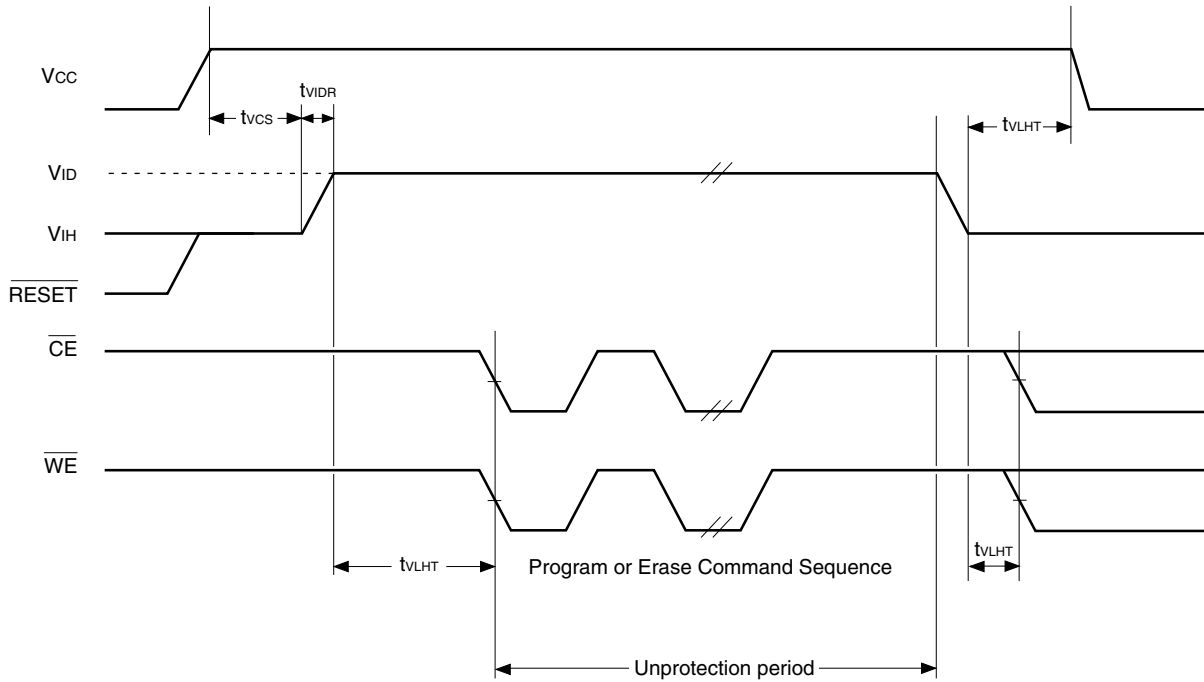 VCC
tVIDR
tVCS
tVLHT
VID
VIH
RESET
CE
WE
tVLHT
Program or Erase Command Sequence
tVLHT
Unprotection period